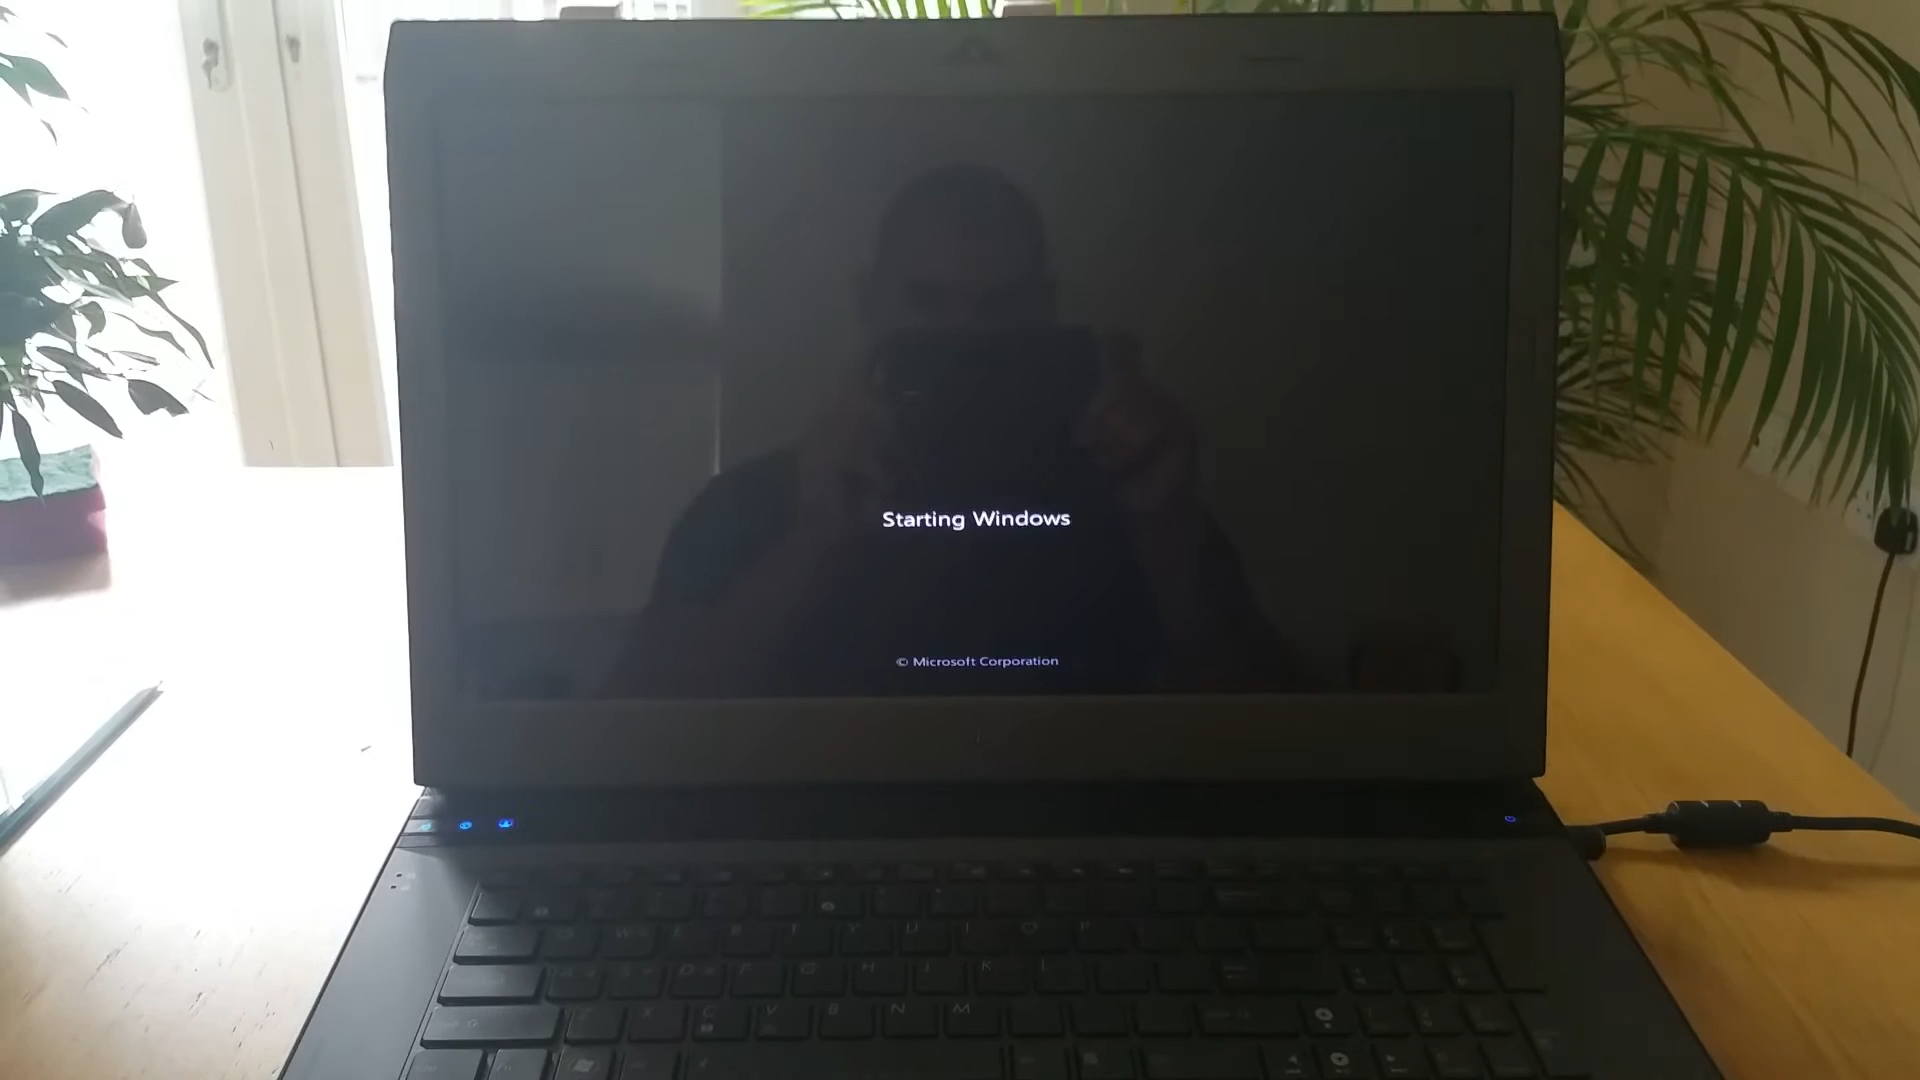 Starting Windows
© Microsoft Corporation
E R T Y U I O P
D F G H J K L
Z X C V B N M